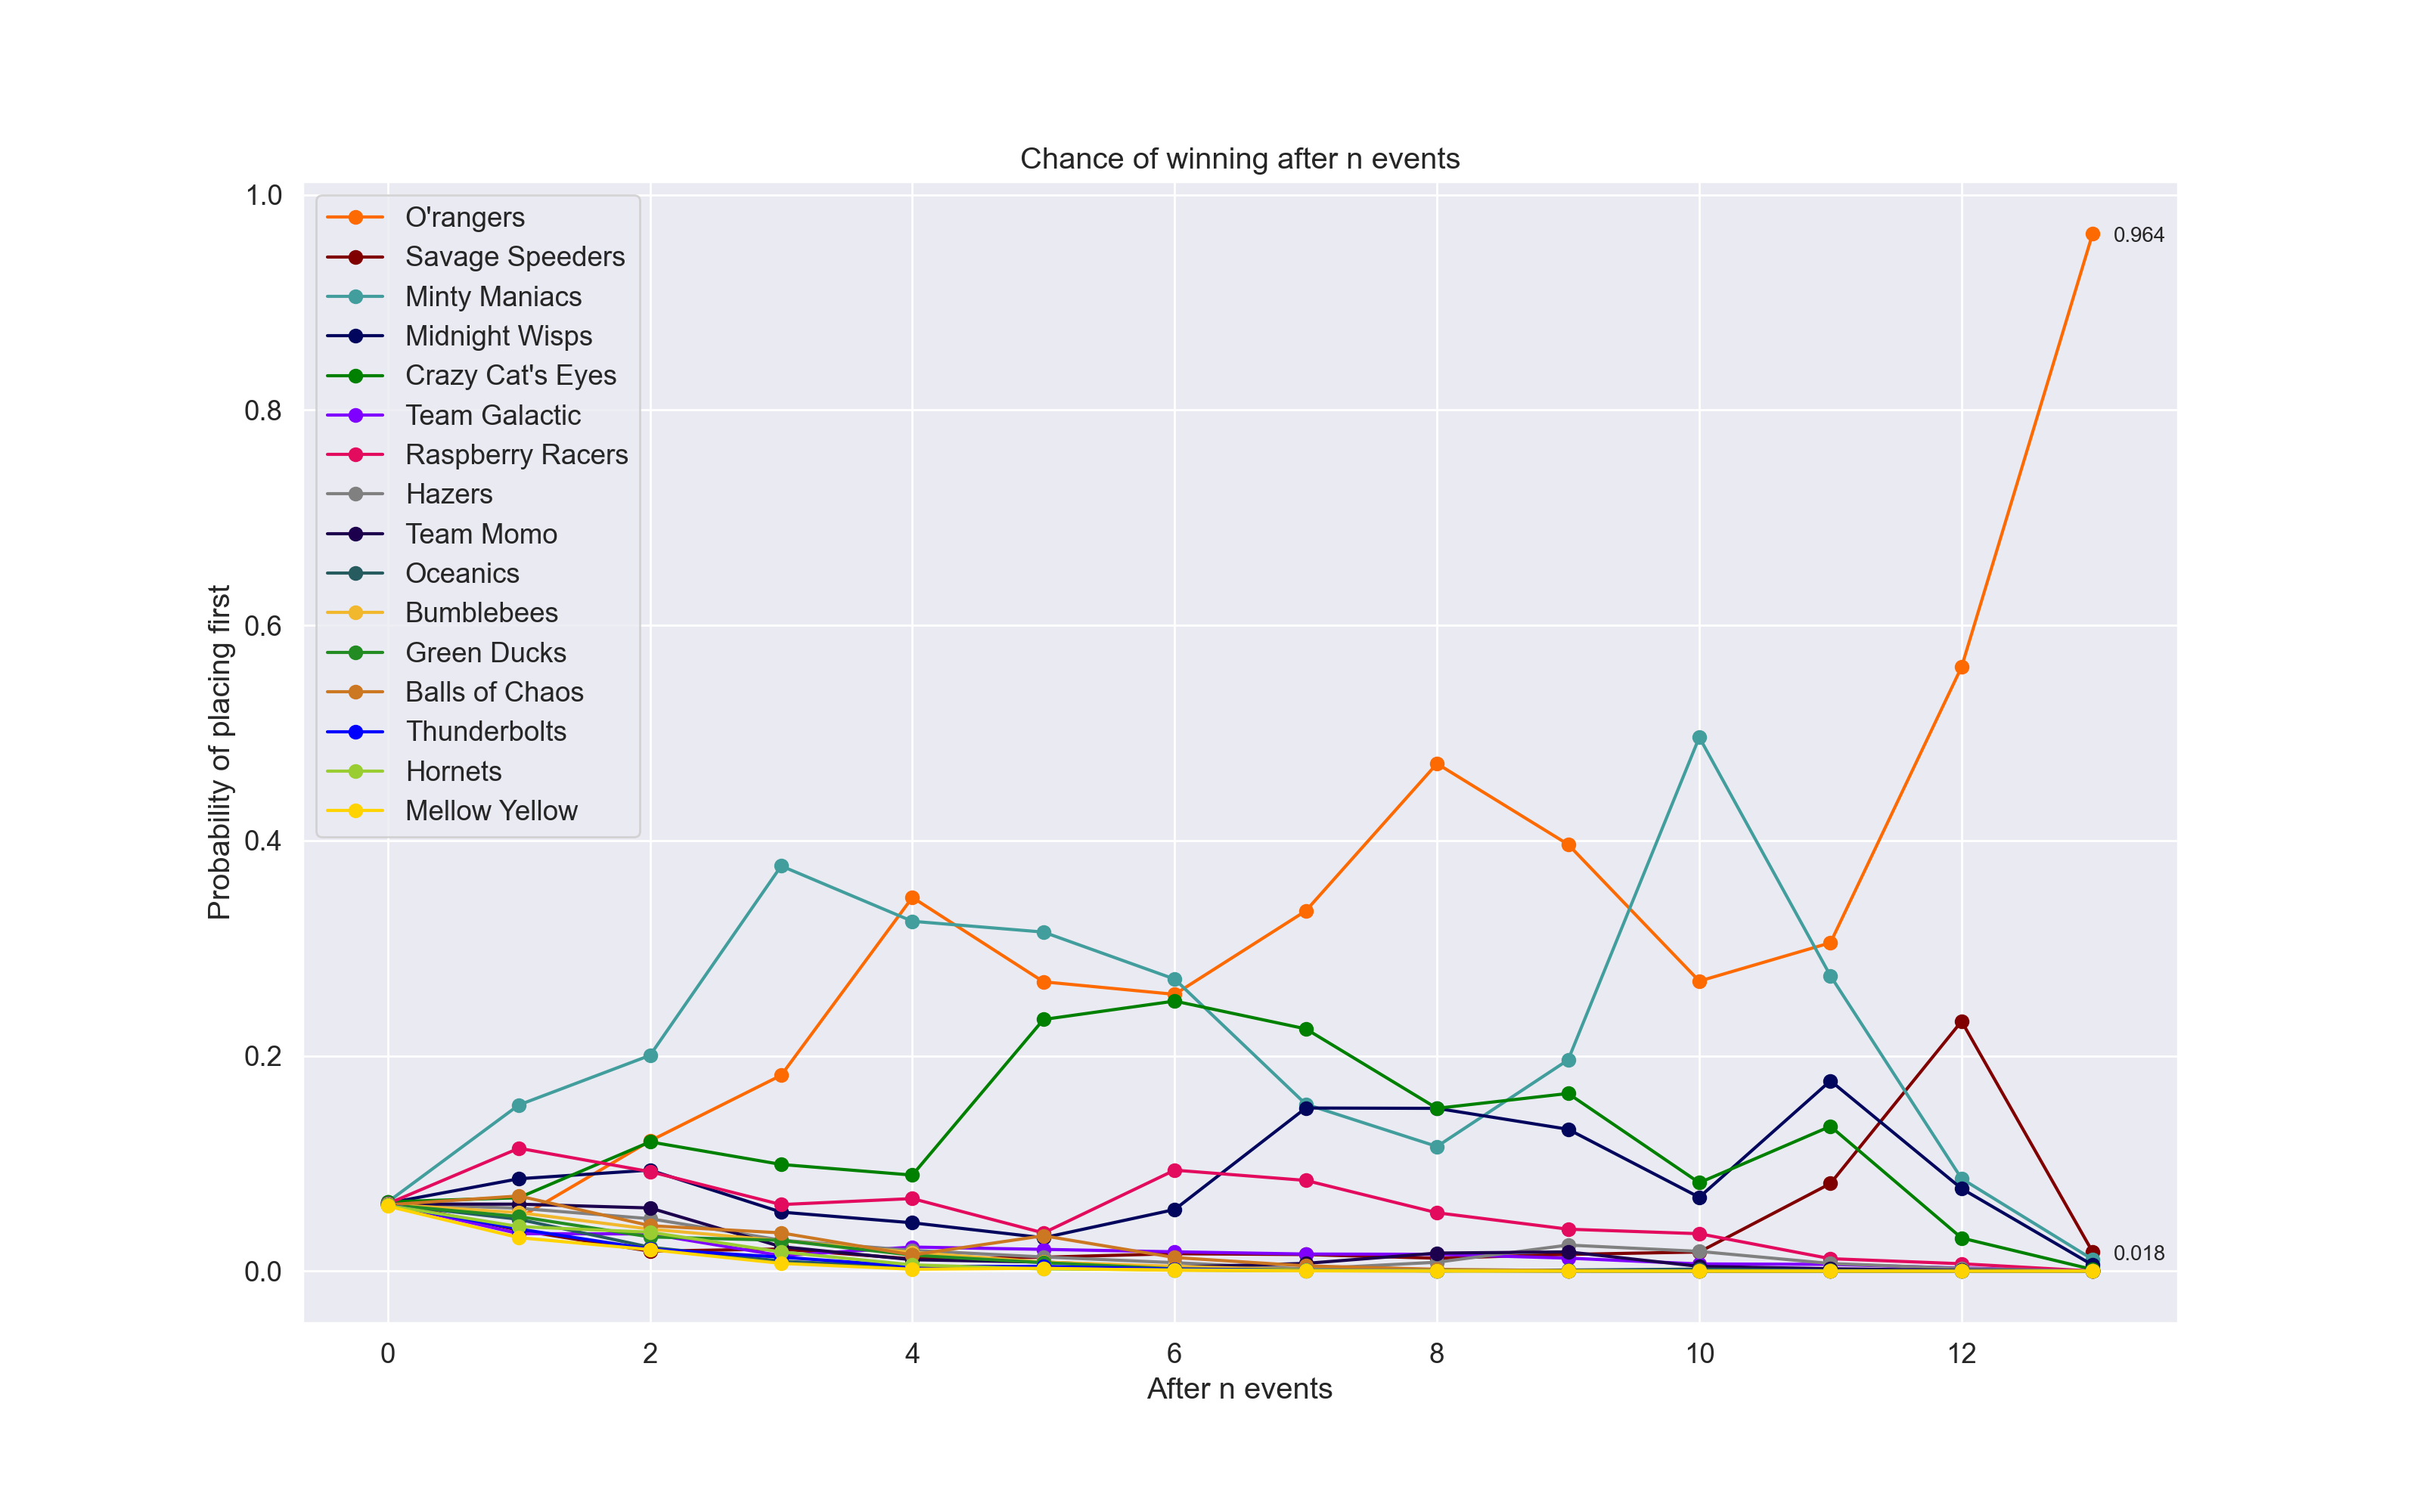 Chance of winning after n events
1.0
0.8
0.6
0.4
0.2
0.0
Probability of placing first
O'rangers
Savage Speeders
Minty Maniacs
Midnight Wisps
Crazy Cat's Eyes
Team Galactic
Raspberry Racers
Hazers
Team Momo
Oceanics
Bumblebees
Green Ducks
Balls of Chaos
Thunderbolts
Hornets
Mellow Yellow
0.964
0.018
0 2 4 6 8 10 12
After n events